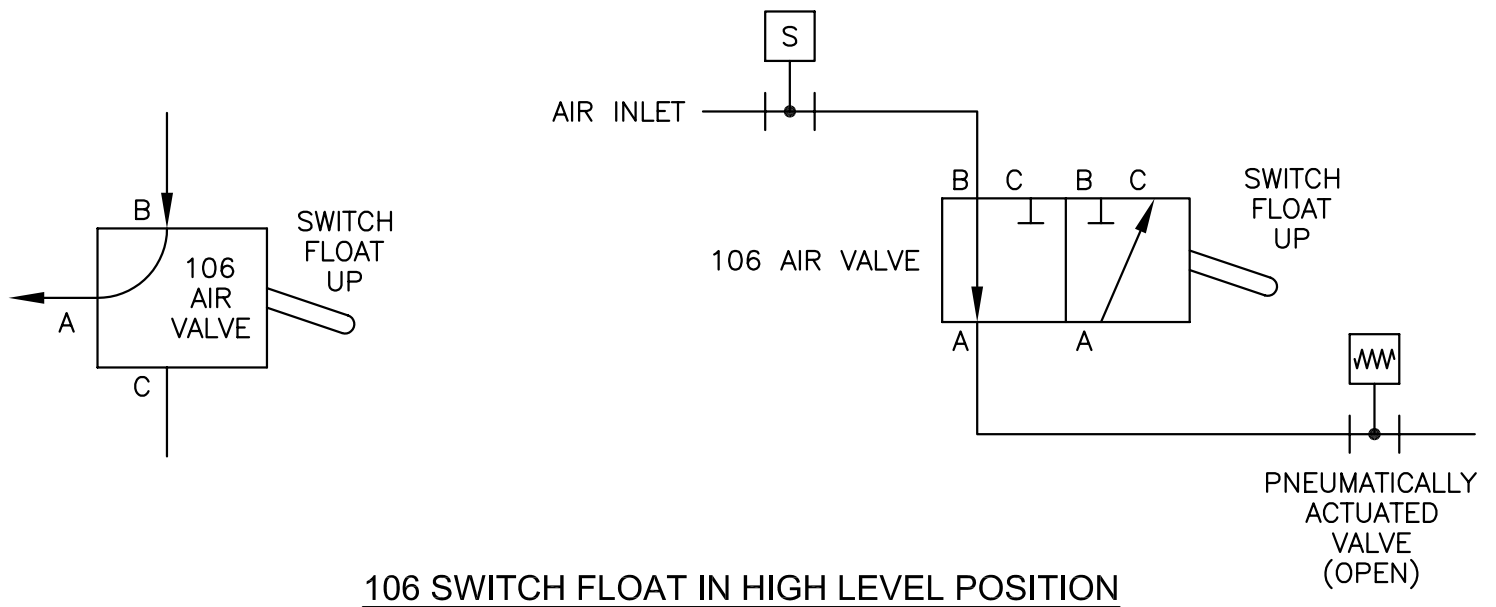 B
106
AIR
VALVE
A
C
SWITCH
FLOAT
UP
S
AIR INLET
B C B C
106 AIR VALVE
A A
SWITCH
FLOAT
UP
PNEUMATICALLY
ACTUATED
VALVE
(OPEN)
106 SWITCH FLOAT IN HIGH LEVEL POSITION